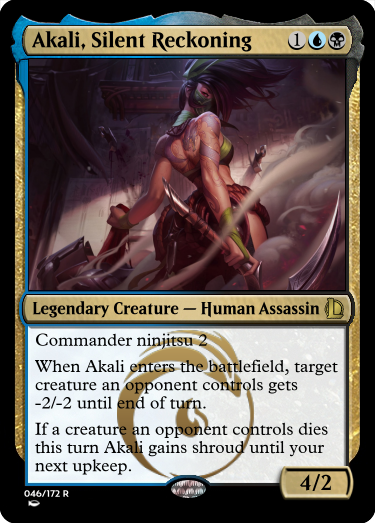 Akali, Silent Reckoning 1
Legendary Creature — Human Assassin
Commander ninjitsu 2
When Akali enters the battlefield, target
creature an opponent controls gets
-2/-2 until end of turn.
If a creature an opponent controls dies
this turn Akali gains shroud until your
next upkeep.
4/2
046/172 R